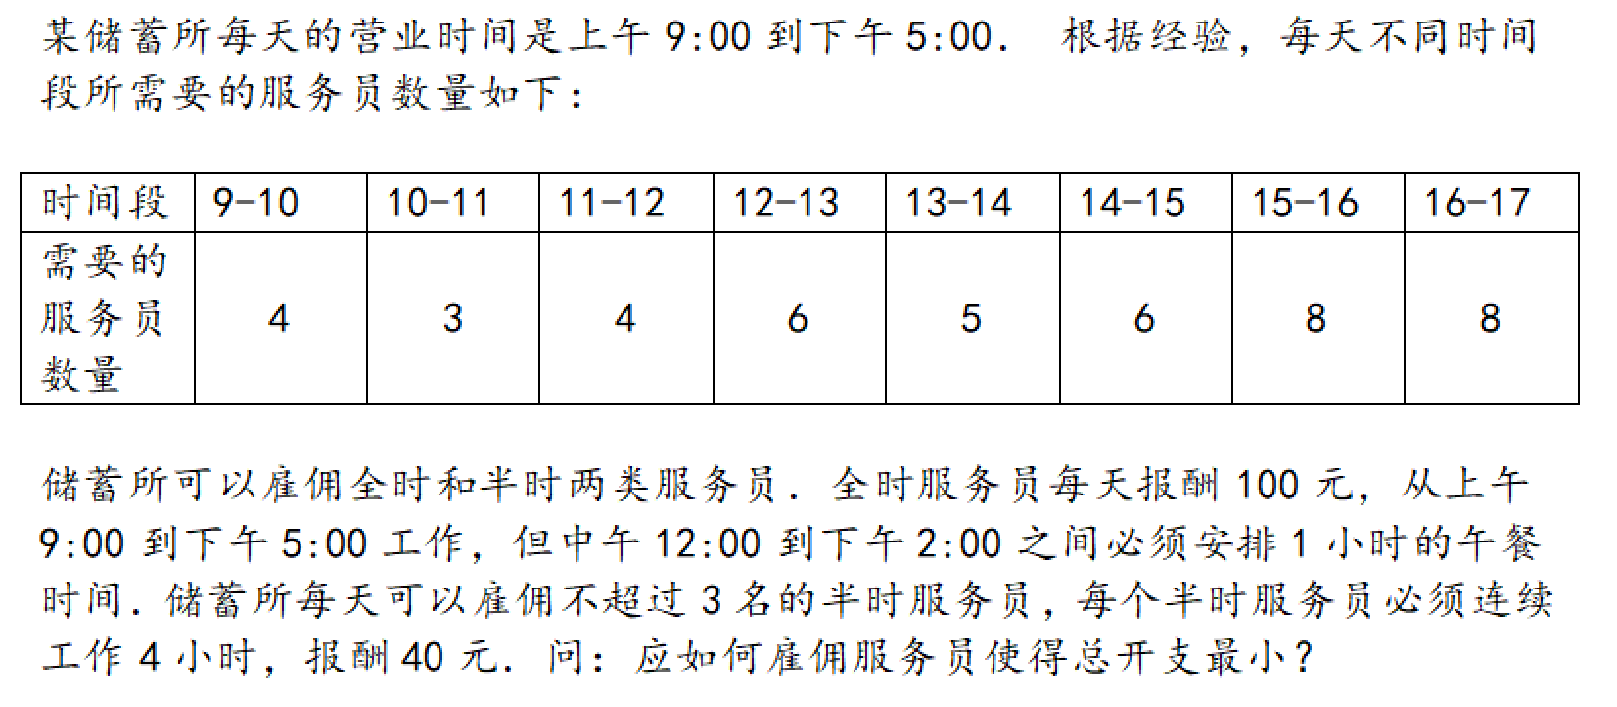 某储蓄所每天的营业时间是上午 9:00 到下午 5:00． 根据经验，每天不同时间
段所需要的服务员数量如下：
时间段 9-10 10-11 11-12 12-13 13-14 14-15 15-16 16-17
需要的
服务员 4 3 4 6 5 6 8 8
数量
储蓄所可以雇佣全时和半时两类服务员．全时服务员每天报酬 100 元，从上午
9:00 到下午 5:00 工作，但中午 12:00 到下午 2:00 之间必须安排 1 小时的午餐
时间．储蓄所每天可以雇佣不超过 3 名的半时服务员，每个半时服务员必须连续
工作 4 小时，报酬 40 元．问：应如何雇佣服务员使得总开支最小？